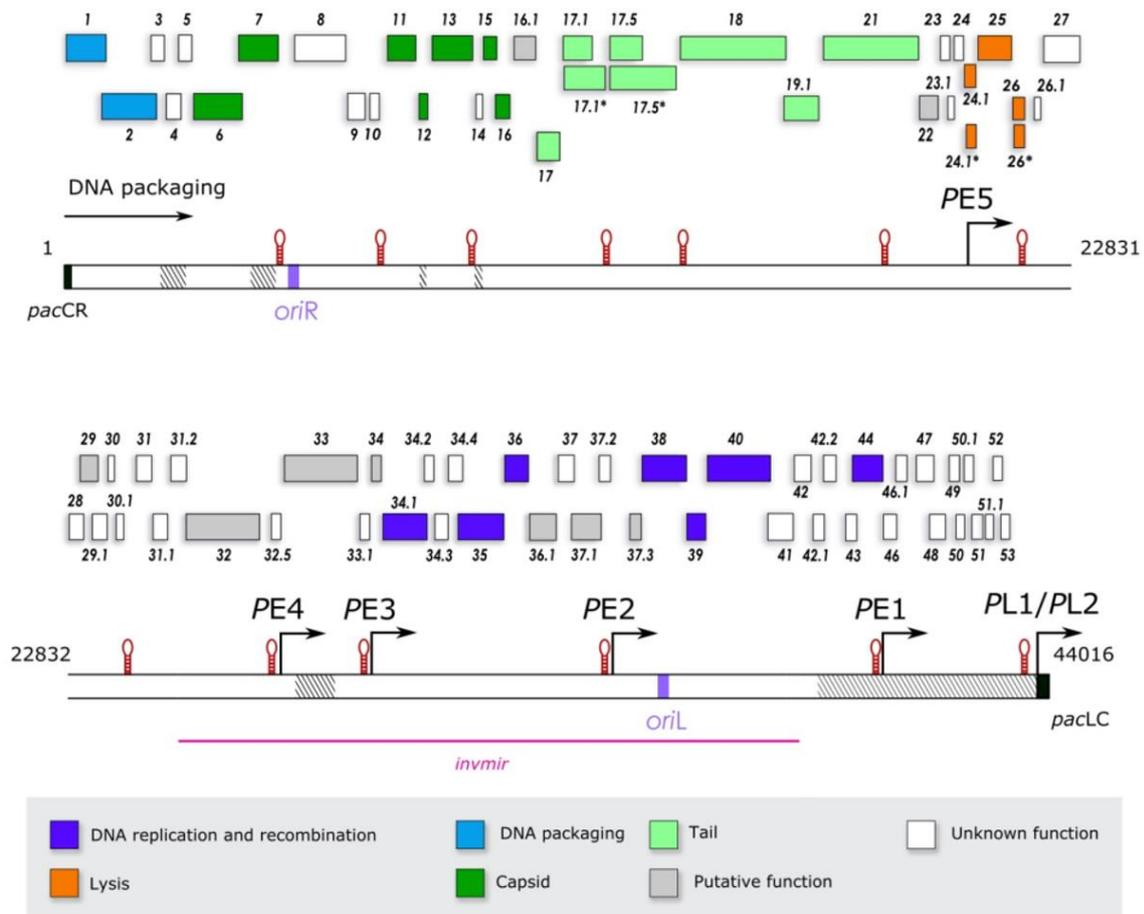 1 3 5 7 8 11 13 15 16.1 17.1 17.5 18 21 23 24 25 27
17.1* 17.5* 19.1 23.1 24.1 26 26.1
2 4 6 9 10 12 14 16 22
17 24.1* 26*
DNA packaging
PE5
1 22831
pacCR oriR
29 30 31 31.2 33 34 34.2 34.4 36 37 37.2 38 40 42.2 44 47 50.1 52
42 46.1 49
28 30.1 34.1 51.1
29.1 31.1 32 32.5 33.1 34.3 35 36.1 37.1 37.3 39 41 42.1 43 46 48 50 51 53
PE4 PE3 PE2 PE1 PL1/PL2
22832 44016
oriL pacLC
invmir
DNA replication and recombination DNA packaging Tail Unknown function
Lysis Capsid Putative function